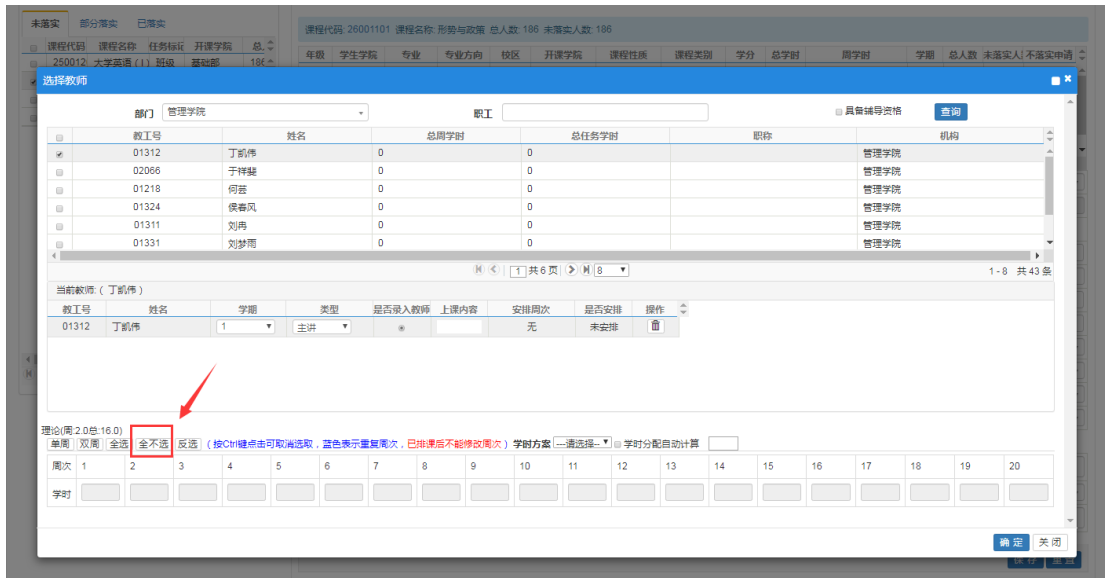 未落实 部分落实 已落实
课程代码: 26001101 课程名称: 形势与政策 总人数: 186 未落实人数: 186
课程代码 课程名称 任务标记 开课学院 总.
年级 学生学院 专业 专业方向 校区 开课学院 课程性质 课程类别 学分 总学时 周学时 学期 总人数 未落实人 不落实申请
250012 大学英语 (I) 班级 基础部 186
选择教师
部门 管理学院 职工 具备辅导资格 查询
教工号 姓名 总周学时 总任务学时 职称 机构
01312 丁凯伟 0 0 管理学院
02066 0 0 管理学院
01218 何芸 0 0 管理学院
01324 侯春风 0 0 管理学院
01311 刘冉 0 0 管理学院
01331 刘梦雨 0 0 管理学院
1 共6页 8 1 - 8 共43条
当前教师: ( 丁凯伟 )
教工号 姓名 学期 类型 是否录入教师 上课内容 安排周次 是否安排 操作
01312 丁凯伟 1 主讲 无 未安排
理论(周:2.0总:16.0)
单周 双周 全选 全不选 反选 ( 按Ctrl键点击可取消选取 , 蓝色表示重复周次 , 已排课后不能修改周次 ) 学时方案 ---请选择-- 学时分配自动计算
周次 1 2 3 4 5 6 7 8 9 10 11 12 13 14 15 16 17 18 19 20
学时
确 定 关 闭
保 存 重 置